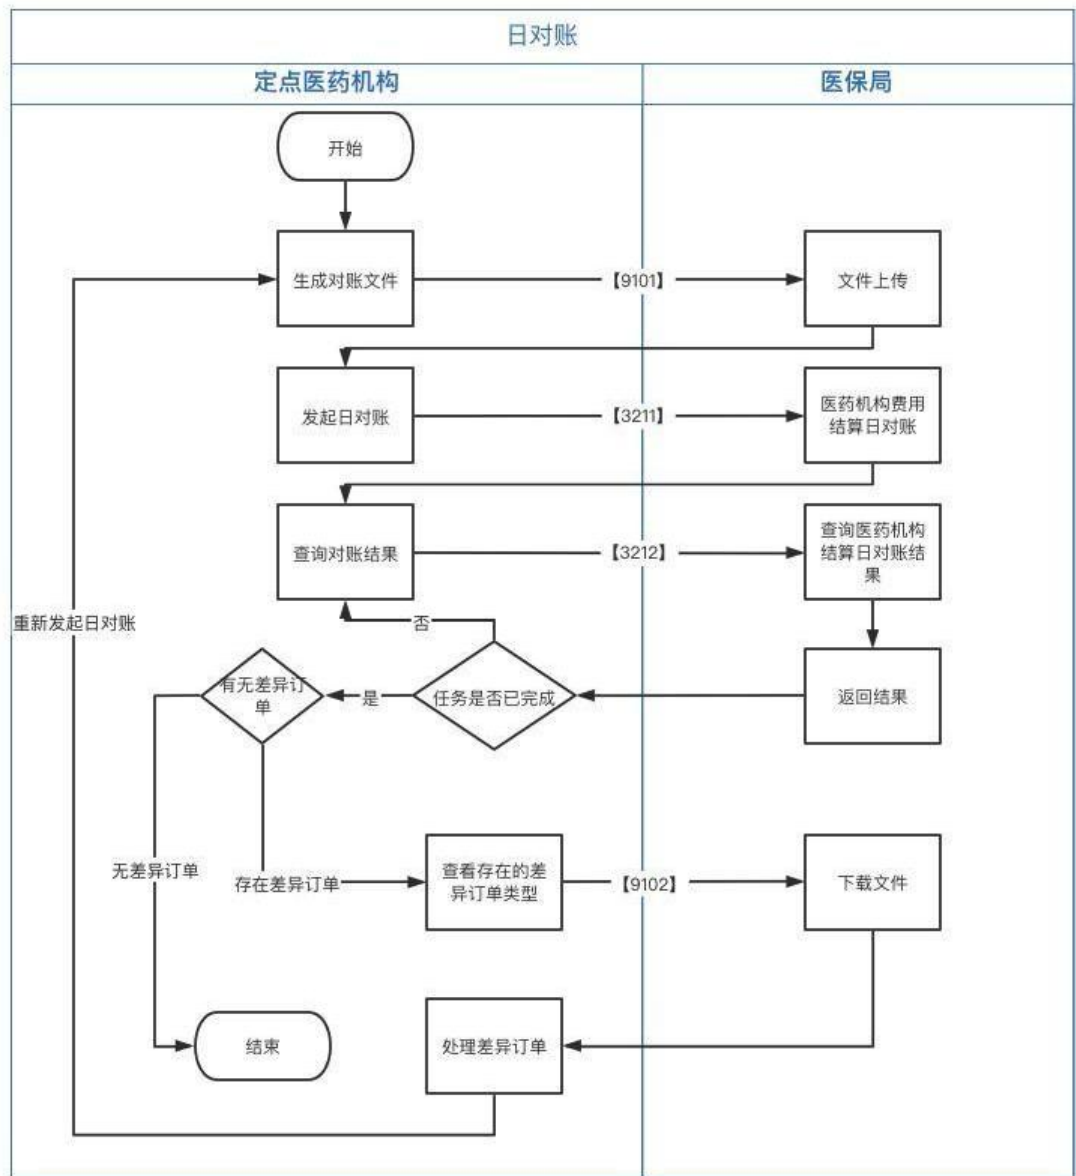 日对账
定点医药机构
医保局
开始
生成对账文件
【9101】
文件上传
发起日对账
【3211】
医药机构费用
结算日对账
查询对账结果
【3212】
查询医药机构
结算日对账结
果
重新发起日对账
否
有无差异订
单
是
任务是否已完成
返回结果
无差异订单
存在差异订单
查看存在的差
异订单类型
【9102】
下载文件
结束
处理差异订单